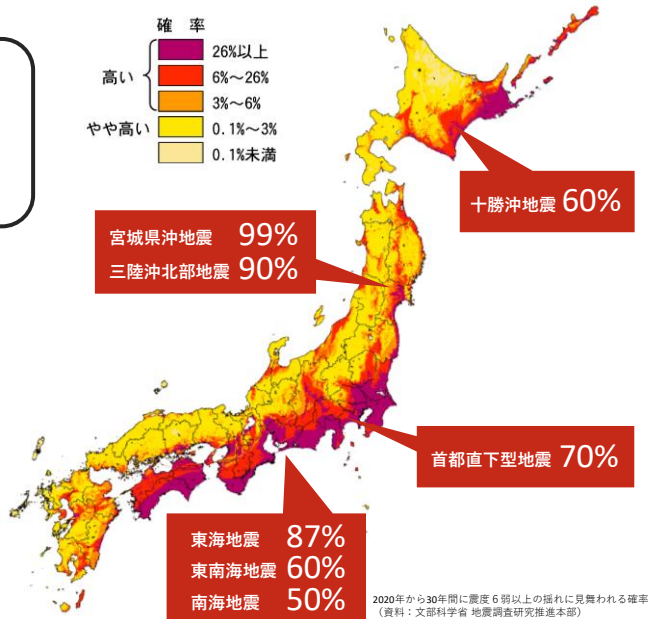 確 率
26%以上
高い
6%～26%
3%～6%
やや高い
0.1%～3%
0.1%未満
十勝沖地震 60%
宮城県沖地震 99%
三陸沖北部地震 90%
首都直下型地震 70%
東海地震 87%
東南海地震 60%
南海地震 50%
2020年から30年間に震度６弱以上の揺れに見舞われる確率
（資料：文部科学省 地震調査研究推進本部）